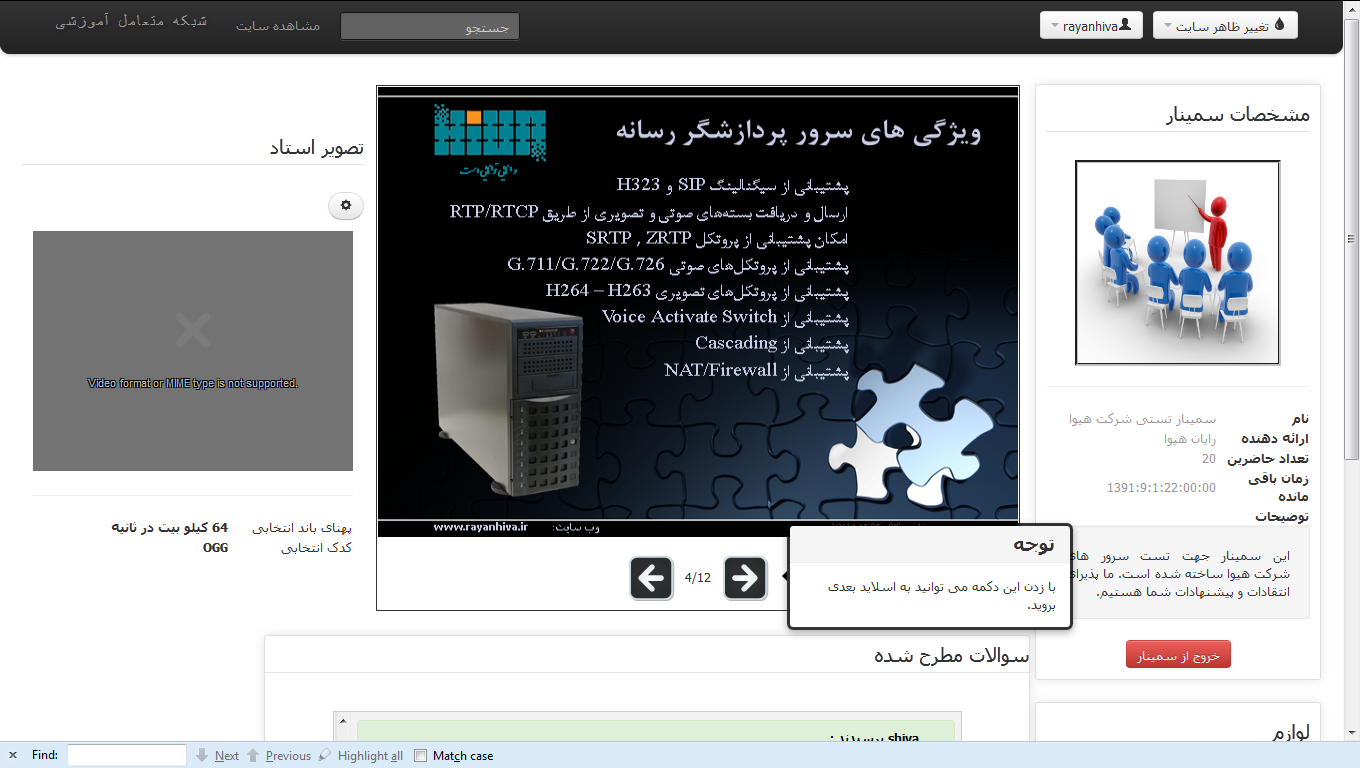 تغییر ظاهر سایت
rayanhiva
جستجو
مشاهده سایت
شبکه متعامل آموزشی
مشخصات سمینار
نام سمینار تستی شرکت هیوا
ارائه دهنده رایان هیوا
تعداد حاضرین 20
زمان باقی مانده 1391:9:1:22:00:00
توضیحات
این سمینار جهت تست سرور های
شرکت هیوا ساخته شده است. ما پذیرای
انتقادات و پیشنهادات شما هستیم.
خروج از سمینار
لوازم
ویژگی های سرور پردازشگر رسانه
دانایی توانایی است
پشتیبانی از سیگنالینگ SIP و H323
ارسال و دریافت بسته‌های صوتی و تصویری از طریق RTP/RTCP
امکان پشتیبانی از پروتکل SRTP , ZRTP
پشتیبانی از پروتکل‌های صوتی G.711/G.722/G.726
پشتیبانی از پروتکل‌های تصویری H264 – H263
پشتیبانی از Voice Activate Switch
پشتیبانی از Cascading
پشتیبانی از NAT/Firewall
وب سایت: www.rayanhiva.ir
4/12
توجه
با زدن این دکمه می توانید به اسلاید بعدی
بروید.
تصویر استاد
Video format or MIME type is not supported.
پهنای باند انتخابی 64 کیلو بیت در ثانیه
کدک انتخابی OGG
سوالات مطرح شده
shiva پرسیدند :
Find: Next Previous Highlight all Match case